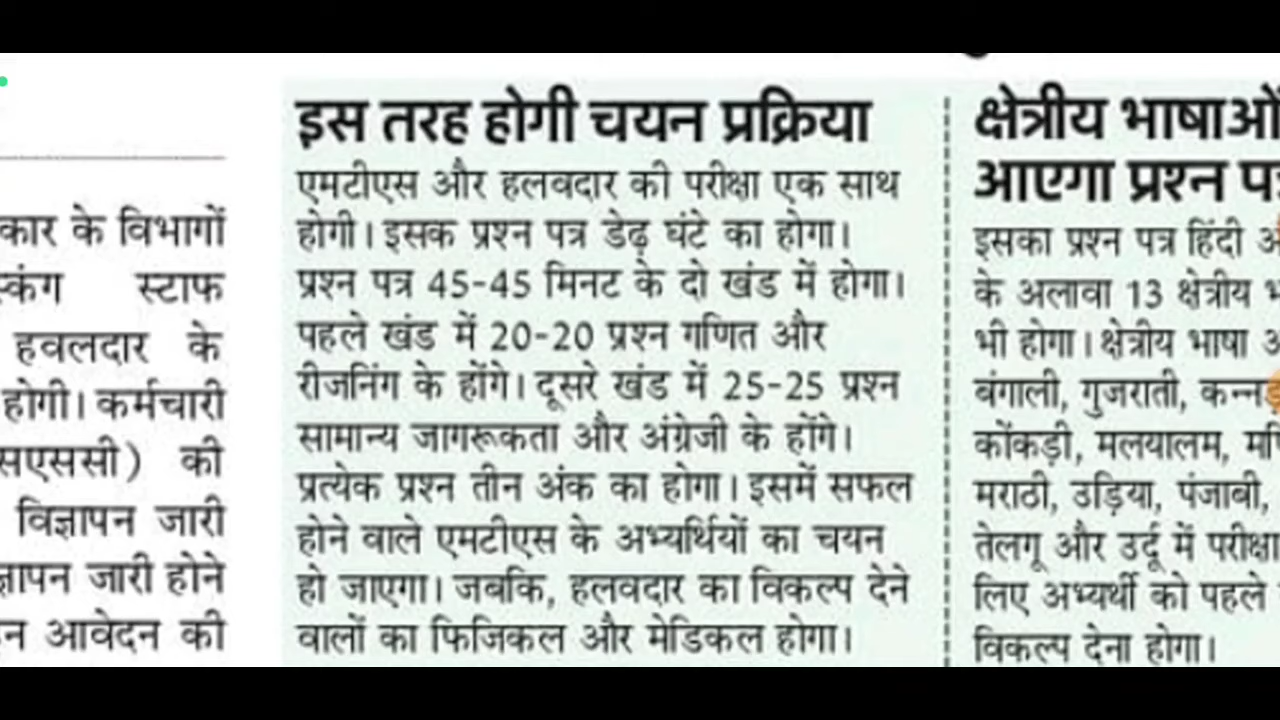 कार के विभागों
स्टाफ
हवलदार के
होगी। कर्मचारी
की
विज्ञापन जारी
जारी होने
आवेदन की
इस तरह होगी चयन प्रक्रिया
एमटीएस और हलवदार की परीक्षा एक साथ
होगी। इसक प्रश्न पत्र डेढ़ घंटे का होगा।
प्रश्न पत्र 45-45 मिनट के दो खंड में होगा।
पहले खंड में 20-20 प्रश्न गणित और
रीजनिंग के होंगे। दूसरे खंड में 25-25 प्रश्न
सामान्य जागरूकता और अंग्रेजी के होंगे।
प्रत्येक प्रश्न तीन अंक का होगा। इसमें सफल
होने वाले एमटीएस के अभ्यर्थियों का चयन
हो जाएगा। जबकि, हलवदार का विकल्प देने
वालों का फिजिकल और मेडिकल होगा।
क्षेत्रीय भाषाओं
आएगा प्रश्न
इसका प्रश्न पत्र हिंदी
के अलावा 13 क्षेत्रीय
भी होगा। क्षेत्रीय भाषा
बंगाली, गुजराती,
कोंकड़ी, मलयालम,
मराठी, उड़िया, पंजाबी,
तेलगू और उर्दू में परीक्षा
लिए अभ्यर्थी को पहले
विकल्प देना होगा।